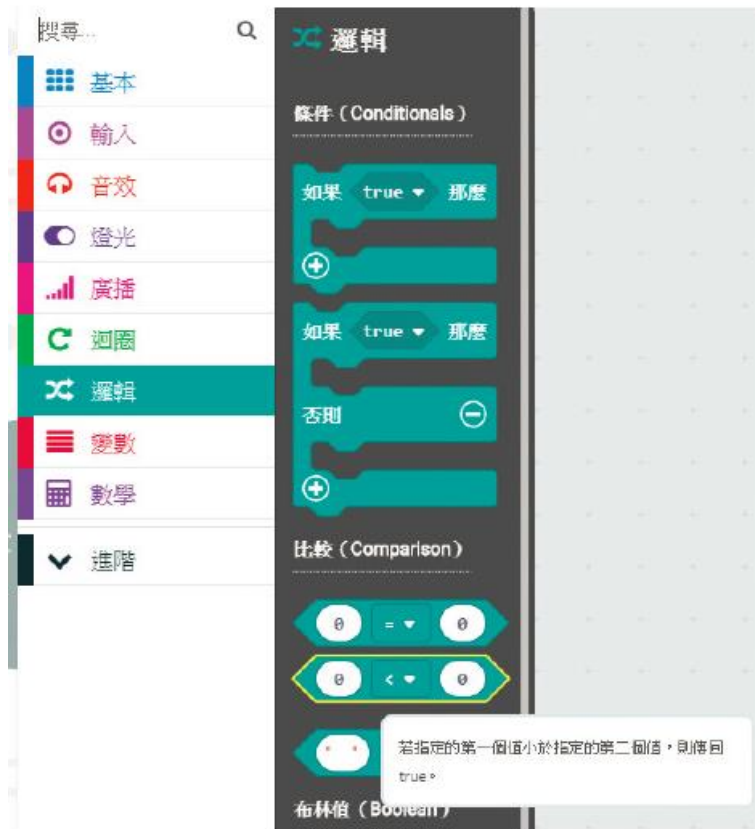 搜尋...
基本
輸入
音效
燈光
廣播
迴圈
邏輯
變數
數學
進階
邏輯
條件 (Conditionals)
如果 true 那麼
如果 true 那麼
否則
比較 (Comparison)
0 = 0
0 < 0
" "
若指定的第一個值小於指定的第二個值,則傳回
true。
布林值 (Boolean)